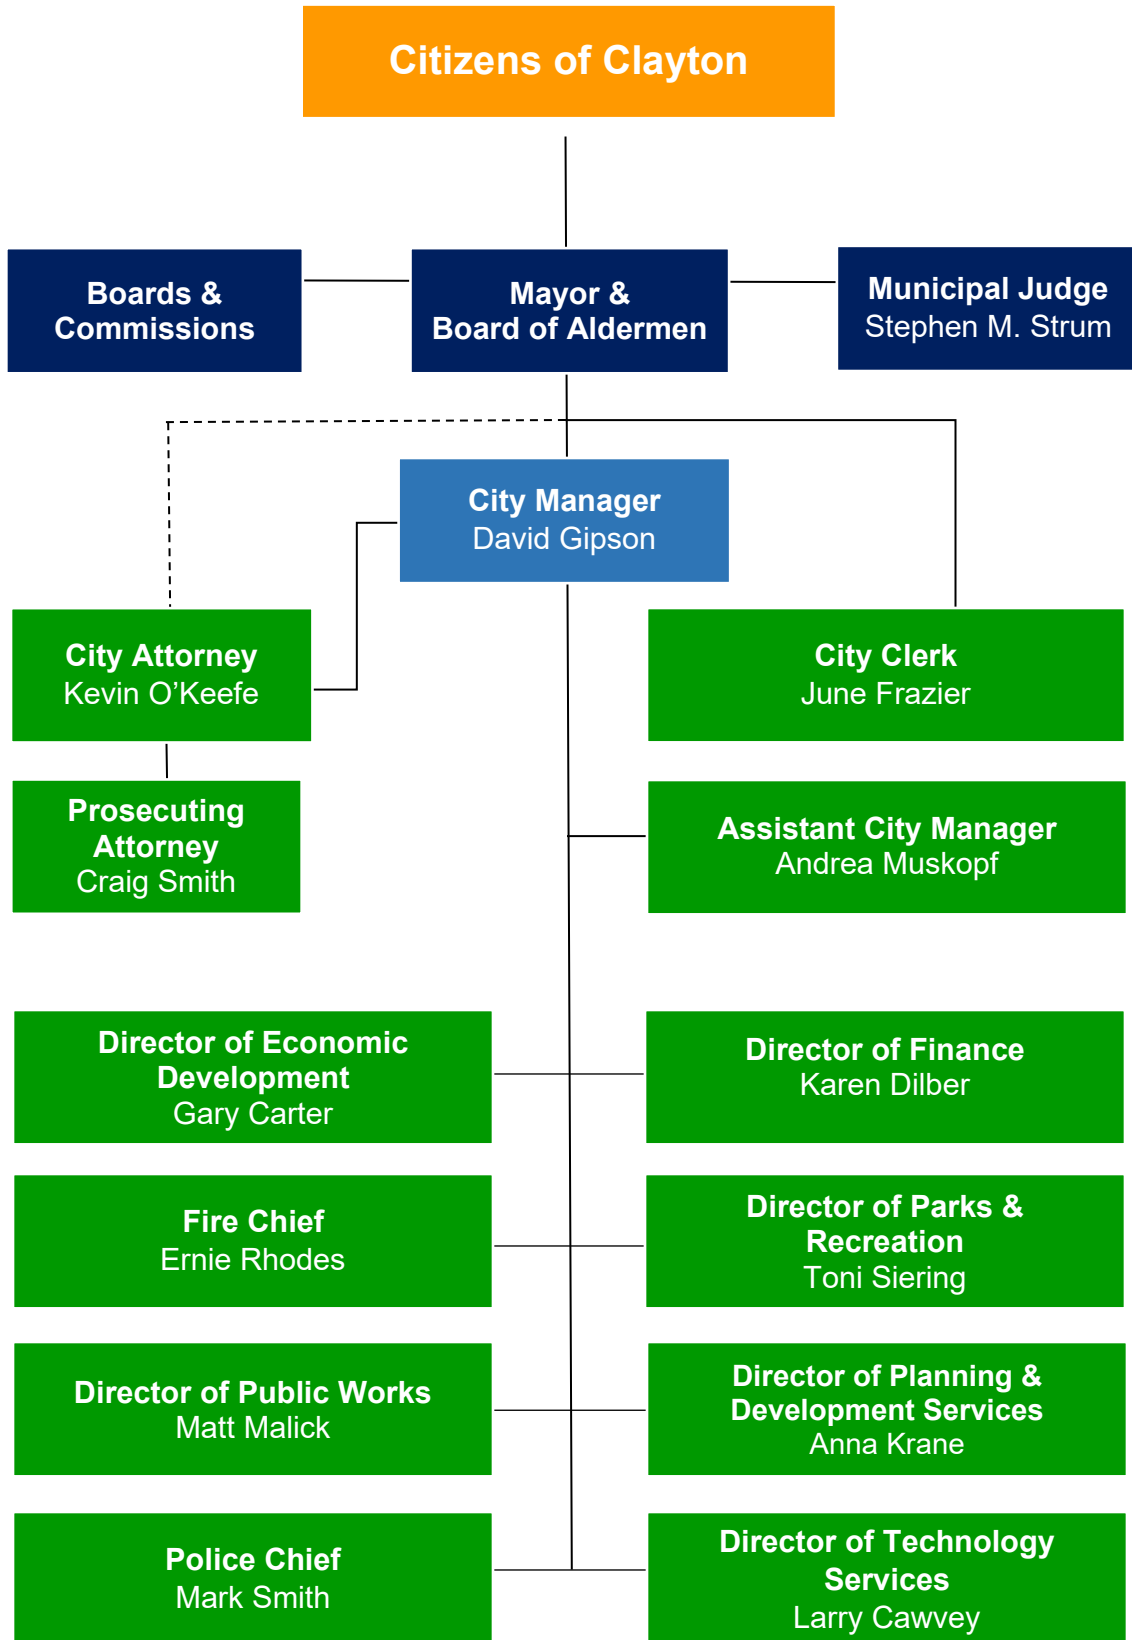 Citizens of Clayton
Boards &
Commissions
Mayor &
Board of Aldermen
Municipal Judge
Stephen M. Strum
City Manager
David Gipson
City Attorney
Kevin O’Keefe
City Clerk
June Frazier
Prosecuting
Attorney
Craig Smith
Assistant City Manager
Andrea Muskopf
Director of Economic
Development
Gary Carter
Director of Finance
Karen Dilber
Fire Chief
Ernie Rhodes
Director of Parks &
Recreation
Toni Siering
Director of Public Works
Matt Malick
Director of Planning &
Development Services
Anna Krane
Police Chief
Mark Smith
Director of Technology
Services
Larry Cawvey